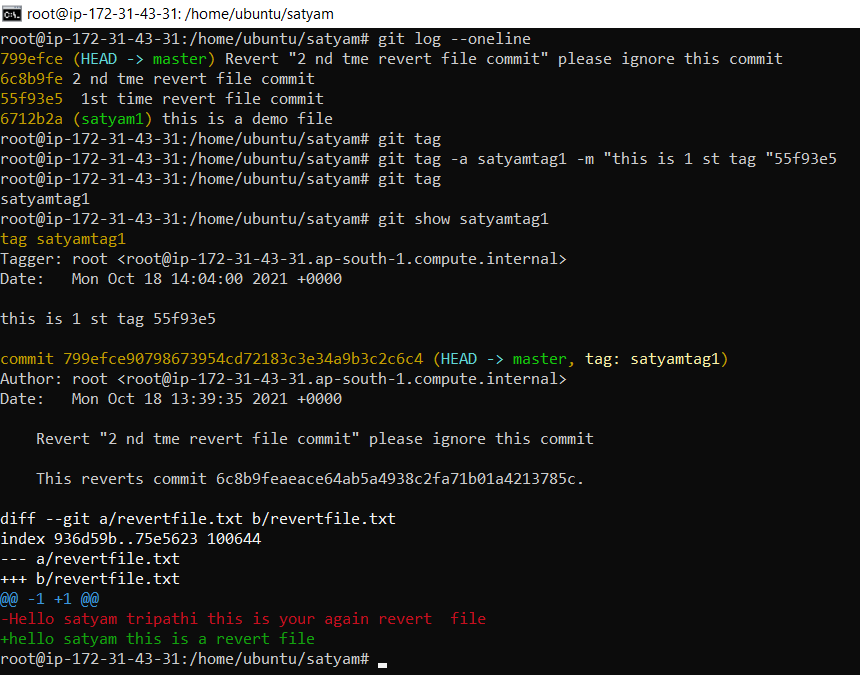 root@ip-172-31-43-31: /home/ubuntu/satyam
root@ip-172-31-43-31:/home/ubuntu/satyam# git log --oneline
799efce (HEAD -> master) Revert "2 nd tme revert file commit" please ignore this commit
6c8b9fe 2 nd tme revert file commit
55f93e5  1st time revert file commit
6712b2a (satyam1) this is a demo file
root@ip-172-31-43-31:/home/ubuntu/satyam# git tag
root@ip-172-31-43-31:/home/ubuntu/satyam# git tag -a satyamtag1 -m "this is 1 st tag "55f93e5
root@ip-172-31-43-31:/home/ubuntu/satyam# git tag
satyamtag1
root@ip-172-31-43-31:/home/ubuntu/satyam# git show satyamtag1
tag satyamtag1
Tagger: root <root@ip-172-31-43-31.ap-south-1.compute.internal>
Date:   Mon Oct 18 14:04:00 2021 +0000

this is 1 st tag 55f93e5

commit 799efce90798673954cd72183c3e34a9b3c2c6c4 (HEAD -> master, tag: satyamtag1)
Author: root <root@ip-172-31-43-31.ap-south-1.compute.internal>
Date:   Mon Oct 18 13:39:35 2021 +0000

    Revert "2 nd tme revert file commit" please ignore this commit

    This reverts commit 6c8b9feaeace64ab5a4938c2fa71b01a4213785c.

diff --git a/revertfile.txt b/revertfile.txt
index 936d59b..75e5623 100644
--- a/revertfile.txt
+++ b/revertfile.txt
@@ -1 +1 @@
-Hello satyam tripathi this is your again revert  file
+hello satyam this is a revert file
root@ip-172-31-43-31:/home/ubuntu/satyam#